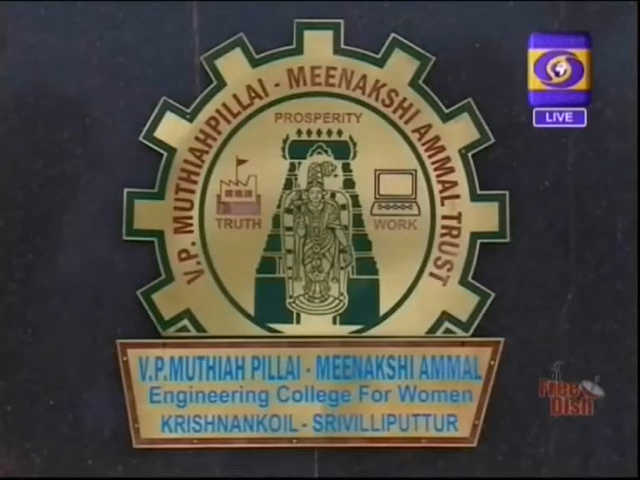 LIVE
V.P. MUTHIAHPILLAI - MEENAKSHI AMMAL TRUST
PROSPERITY
TRUTH
WORK
V.P.MUTHIAH PILLAI - MEENAKSHI AMMAL
Engineering College For Women
KRISHNANKOIL - SRIVILLIPUTTUR
Free
Dish